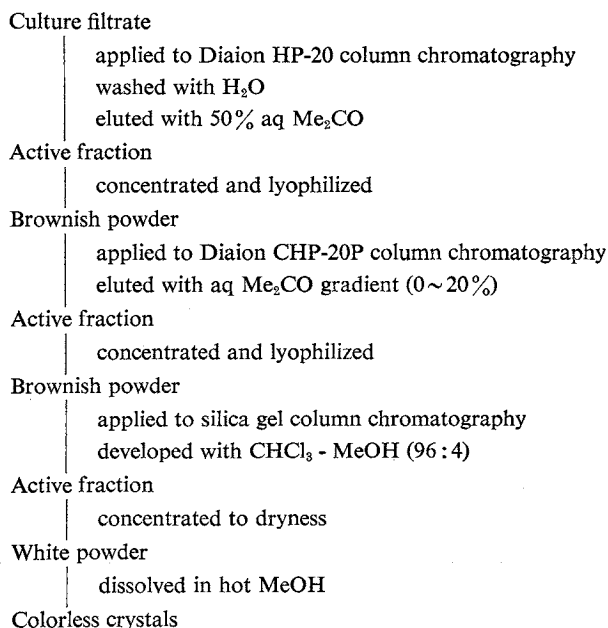 Culture filtrate
applied to Diaion HP-20 column chromatography
washed with H₂O
eluted with 50% aq Me₂CO
Active fraction
concentrated and lyophilized
Brownish powder
applied to Diaion CHP-20P column chromatography
eluted with aq Me₂CO gradient (0~20%)
Active fraction
concentrated and lyophilized
Brownish powder
applied to silica gel column chromatography
developed with CHCl₃ - MeOH (96:4)
Active fraction
concentrated to dryness
White powder
dissolved in hot MeOH
Colorless crystals